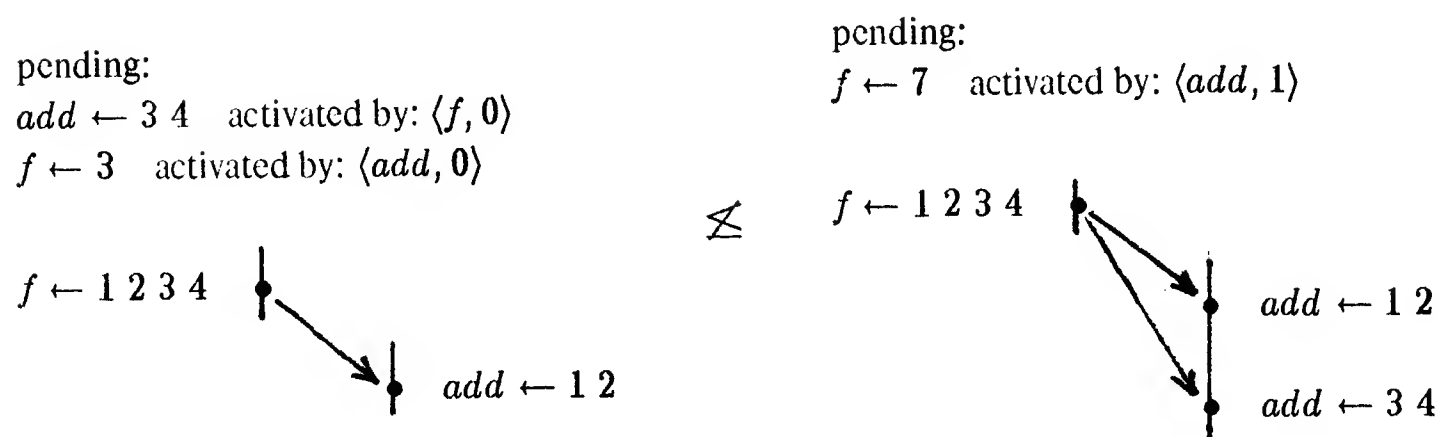 pending:
add ← 3 4 activated by: ⟨f, 0⟩
f ← 3 activated by: ⟨add, 0⟩
f ← 1 2 3 4
add ← 1 2
≰
pending:
f ← 7 activated by: ⟨add, 1⟩
f ← 1 2 3 4
add ← 1 2
add ← 3 4